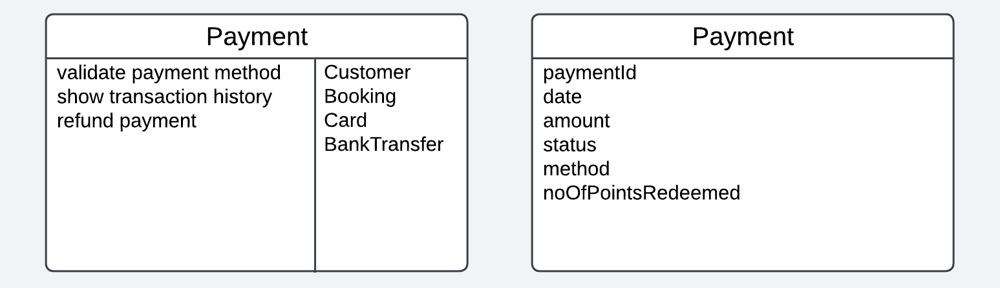 Payment
validate payment method
show transaction history
refund payment
Customer
Booking
Card
BankTransfer
Payment
paymentId
date
amount
status
method
noOfPointsRedeemed